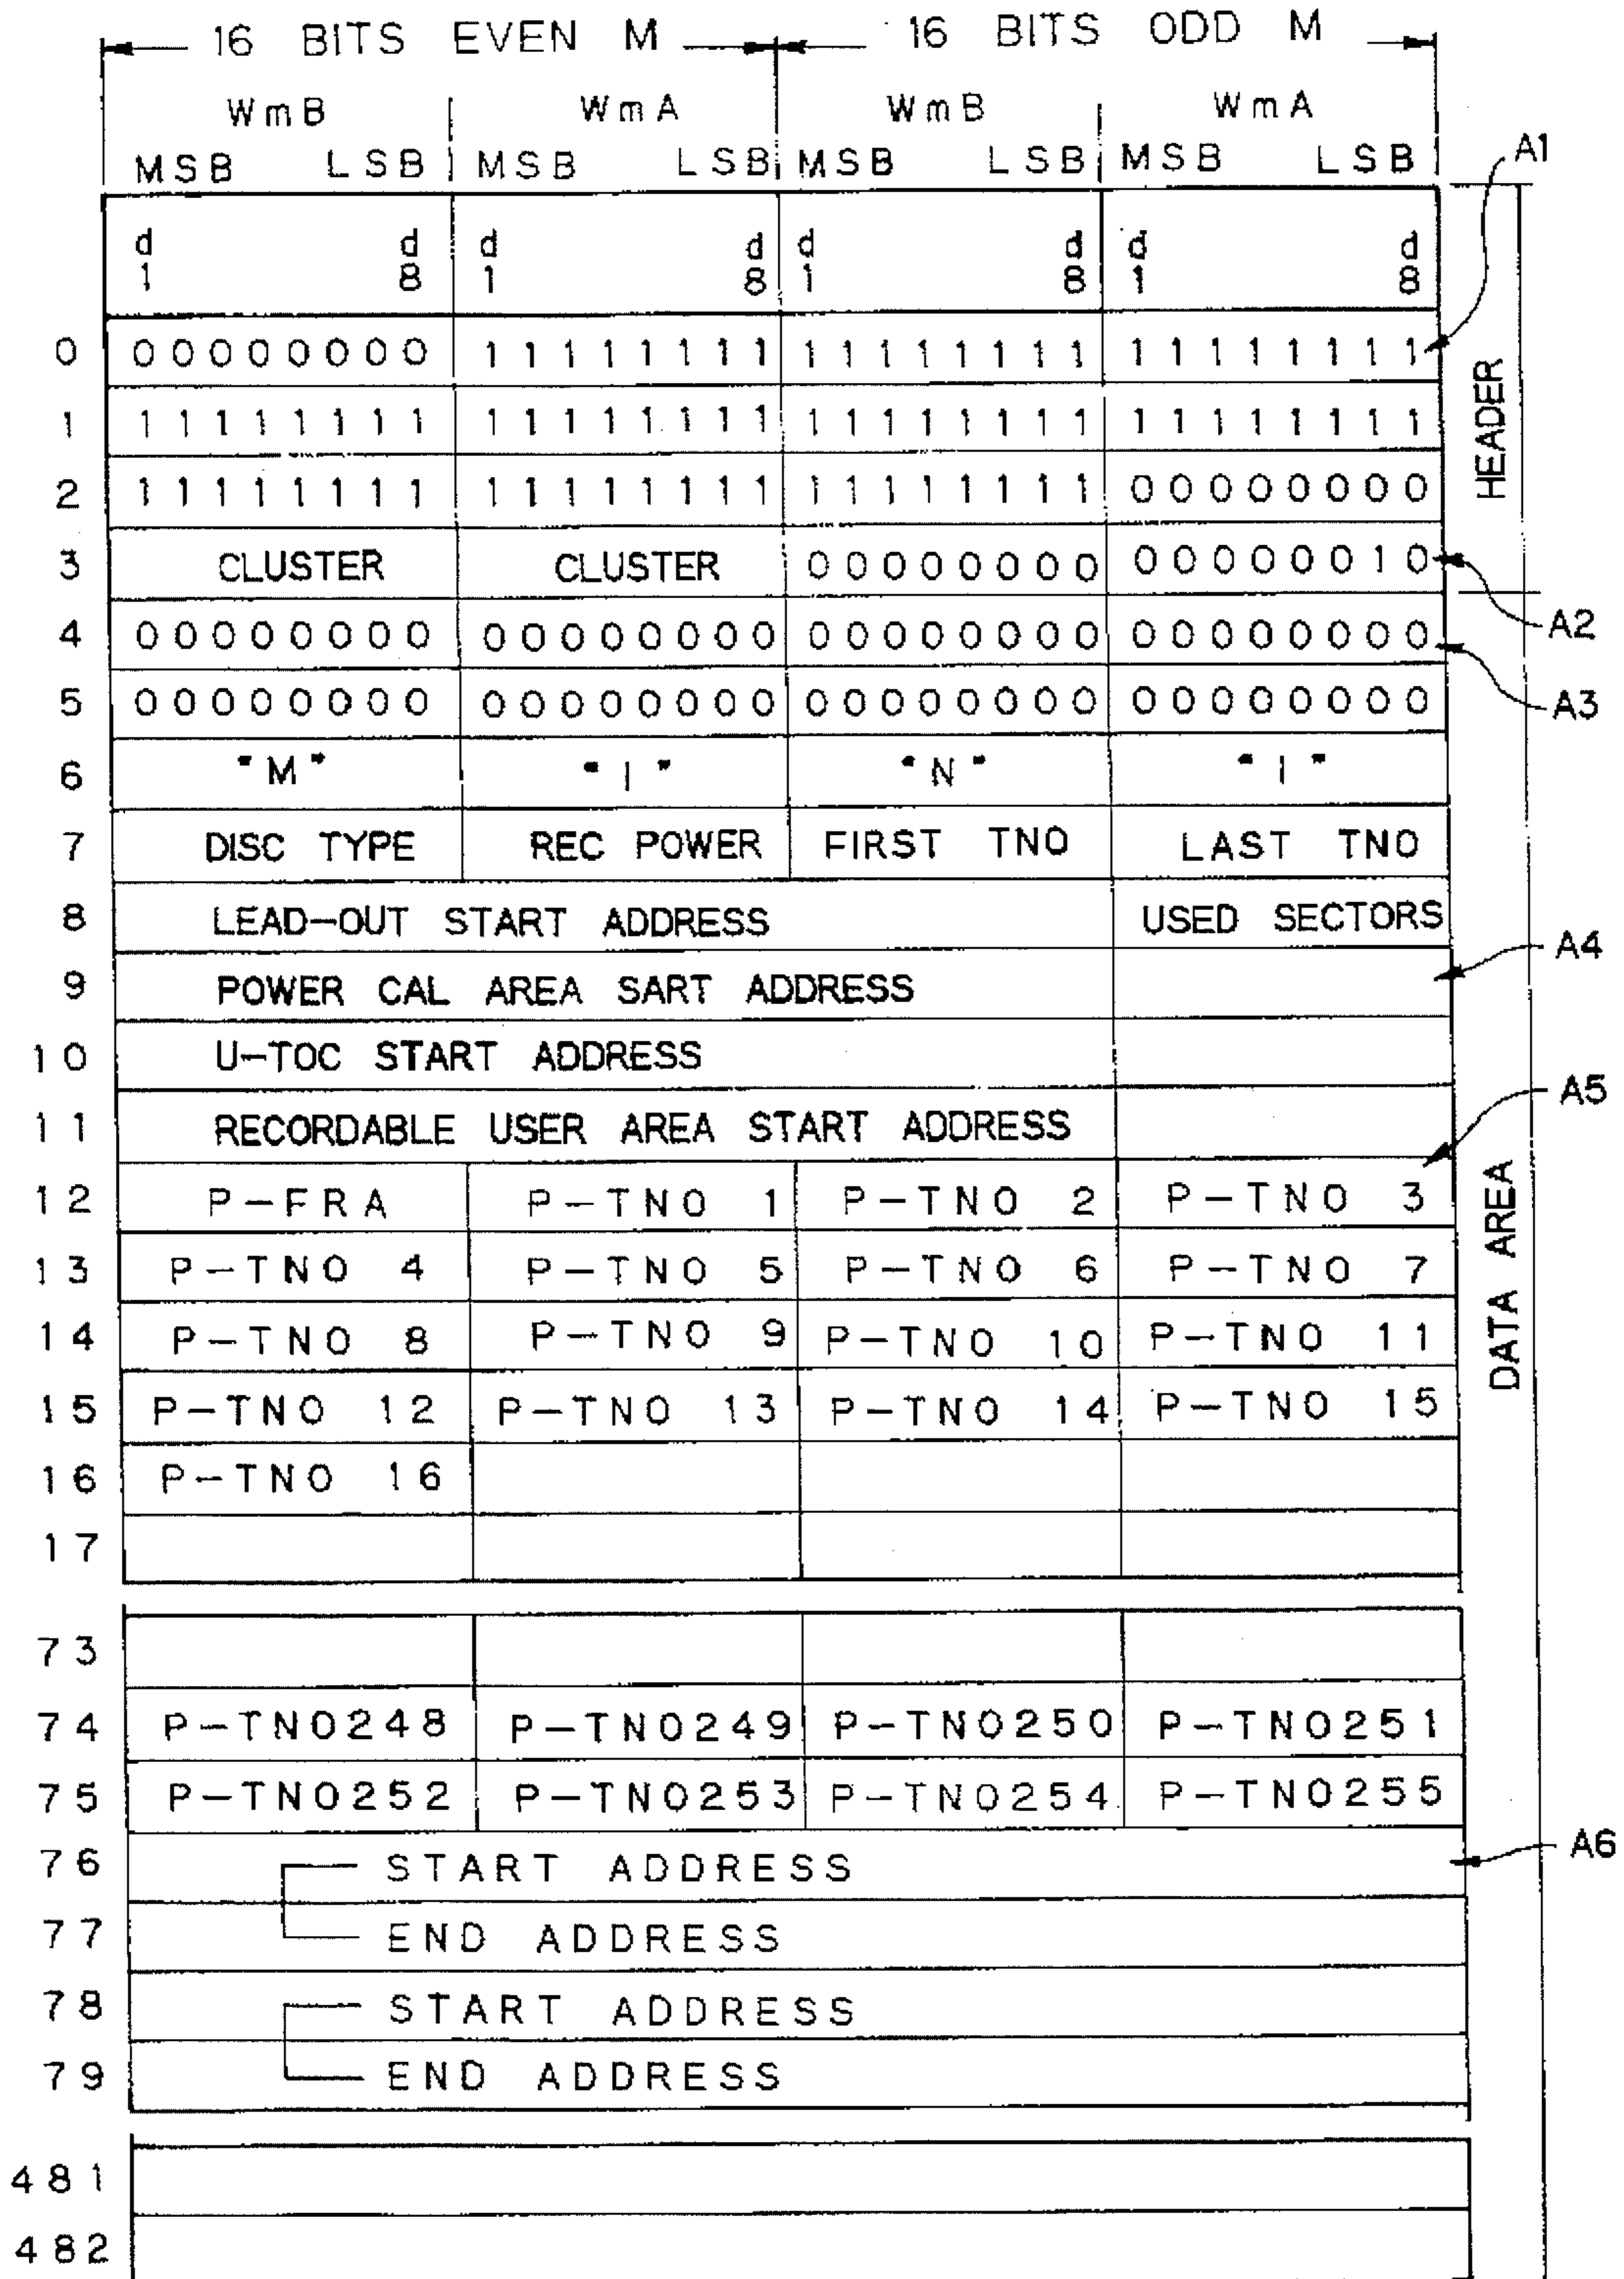 16 BITS EVEN M 16 BITS ODD M
WmB WmA WmB WmA
MSB LSB MSB LSB MSB LSB MSB LSB A1
d d d d d d d d
1 8 1 8 1 8 1 8
0 00000000 11111111 11111111 11111111
1 11111111 11111111 11111111 11111111
HEADER
2 11111111 11111111 11111111 00000000
3 CLUSTER CLUSTER 00000000 00000010
A2
4 00000000 00000000 00000000 00000000
5 00000000 00000000 00000000 00000000 A3
6 "M" "I" "N" "I"
7 DISC TYPE REC POWER FIRST TNO LAST TNO
8 LEAD-OUT START ADDRESS USED SECTORS
A4
9 POWER CAL AREA SART ADDRESS
10 U-TOC START ADDRESS
A5
11 RECORDABLE USER AREA START ADDRESS
12 P-FRA P-TNO 1 P-TNO 2 P-TNO 3
13 P-TNO 4 P-TNO 5 P-TNO 6 P-TNO 7
DATA AREA
14 P-TNO 8 P-TNO 9 P-TNO 10 P-TNO 11
15 P-TNO 12 P-TNO 13 P-TNO 14 P-TNO 15
16 P-TNO 16
17
73
74 P-TNO248 P-TNO249 P-TNO250 P-TNO251
75 P-TNO252 P-TNO253 P-TNO254 P-TNO255
76 START ADDRESS A6
77 END ADDRESS
78 START ADDRESS
79 END ADDRESS
481
482